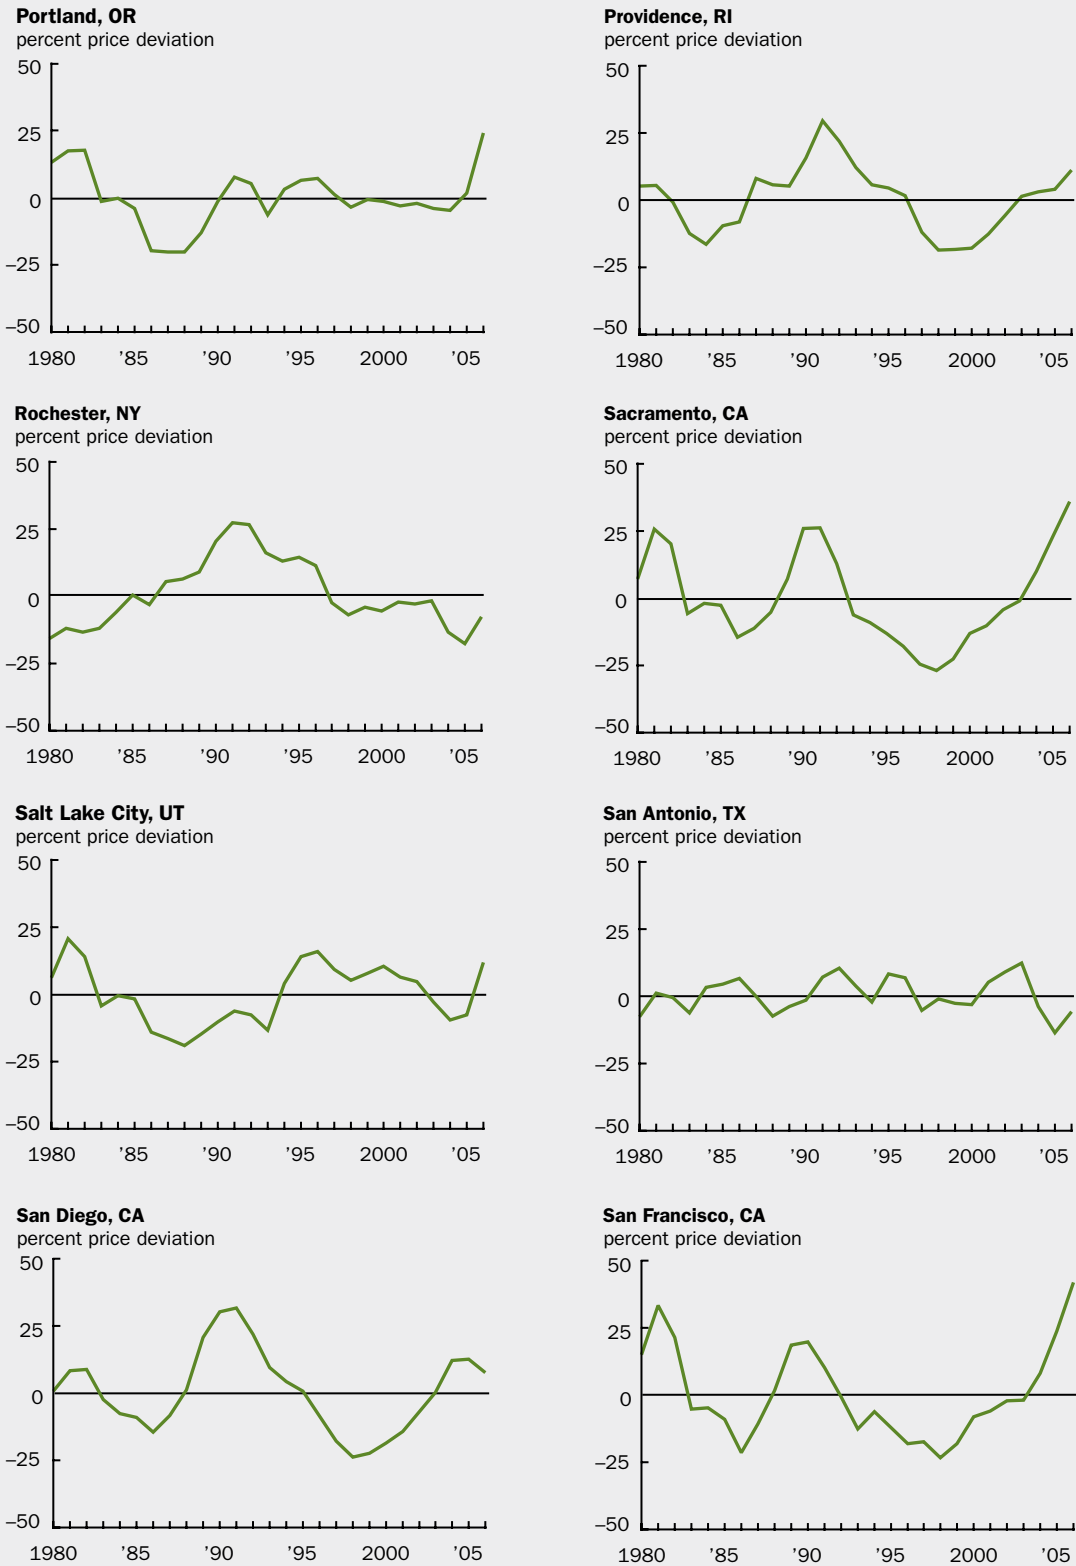 Portland, OR
percent price deviation
50
25
0
–25
–50
1980 ’85 ’90 ’95 2000 ’05
Providence, RI
percent price deviation
50
25
0
–25
–50
1980 ’85 ’90 ’95 2000 ’05
Rochester, NY
percent price deviation
50
25
0
–25
–50
1980 ’85 ’90 ’95 2000 ’05
Sacramento, CA
percent price deviation
50
25
0
–25
–50
1980 ’85 ’90 ’95 2000 ’05
Salt Lake City, UT
percent price deviation
50
25
0
–25
–50
1980 ’85 ’90 ’95 2000 ’05
San Antonio, TX
percent price deviation
50
25
0
–25
–50
1980 ’85 ’90 ’95 2000 ’05
San Diego, CA
percent price deviation
50
25
0
–25
–50
1980 ’85 ’90 ’95 2000 ’05
San Francisco, CA
percent price deviation
50
25
0
–25
–50
1980 ’85 ’90 ’95 2000 ’05